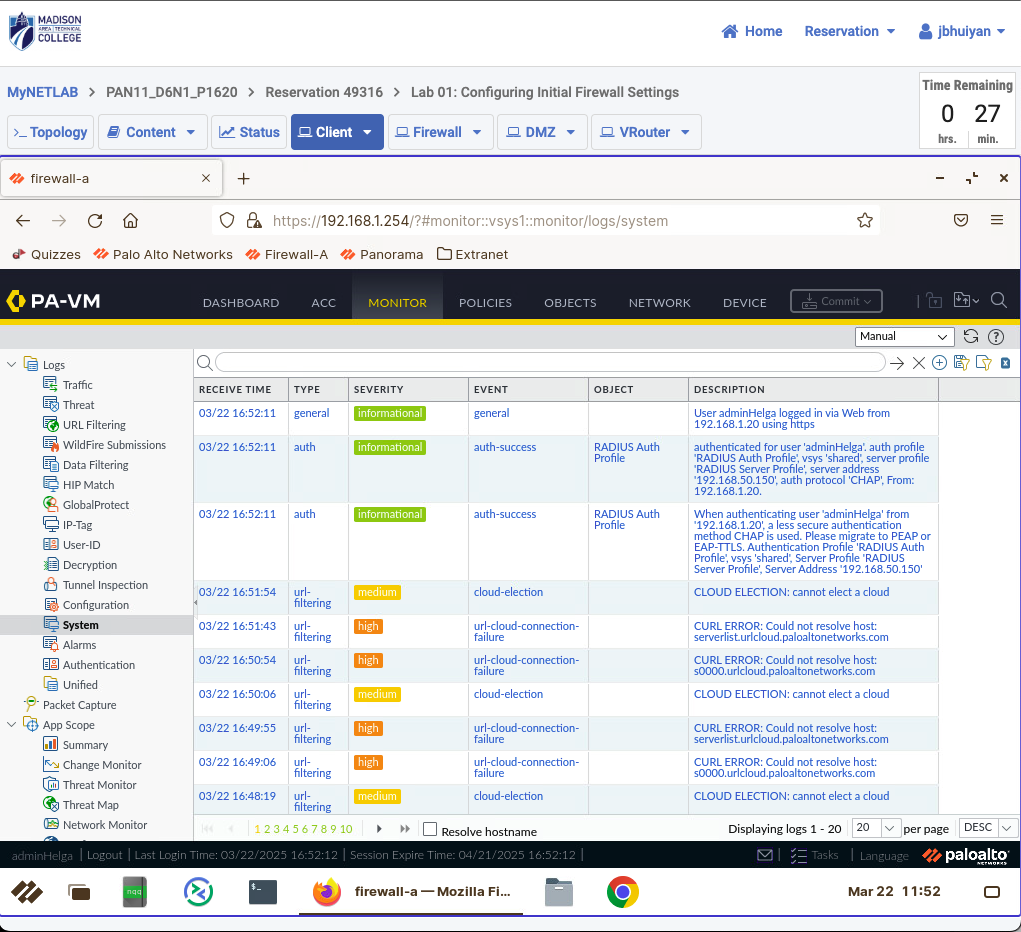 MADISON
AREA | TECHNICAL
COLLEGE
Home
Reservation
jbhuiyan
MyNETLAB > PAN11_D6N1_P1620 > Reservation 49316 > Lab 01: Configuring Initial Firewall Settings
Time Remaining
0 27
hrs. min.
>_ Topology
Content
Status
Client
Firewall
DMZ
VRouter
firewall-a
https://192.168.1.254/?#monitor::vsys1::monitor/logs/system
Quizzes
Palo Alto Networks
Firewall-A
Panorama
Extranet
PA-VM
DASHBOARD
ACC
MONITOR
POLICIES
OBJECTS
NETWORK
DEVICE
Commit
Manual
Logs
Traffic
Threat
URL Filtering
WildFire Submissions
Data Filtering
HIP Match
GlobalProtect
IP-Tag
User-ID
Decryption
Tunnel Inspection
Configuration
System
Alarms
Authentication
Unified
Packet Capture
App Scope
Summary
Change Monitor
Threat Monitor
Threat Map
Network Monitor
RECEIVE TIME TYPE SEVERITY EVENT OBJECT DESCRIPTION
03/22 16:52:11 general informational general User adminHelga logged in via Web from
192.168.1.20 using https
03/22 16:52:11 auth informational auth-success RADIUS Auth authenticated for user 'adminHelga'. auth profile
Profile 'RADIUS Auth Profile', vsys 'shared', server profile
'RADIUS Server Profile', server address
'192.168.50.150', auth protocol 'CHAP', From:
192.168.1.20.
03/22 16:52:11 auth informational auth-success RADIUS Auth When authenticating user 'adminHelga' from
Profile '192.168.1.20', a less secure authentication
method CHAP is used. Please migrate to PEAP or
EAP-TTLS. Authentication Profile 'RADIUS Auth
Profile', vsys 'shared', Server Profile 'RADIUS
Server Profile', Server Address '192.168.50.150'
03/22 16:51:54 url- medium cloud-election CLOUD ELECTION: cannot elect a cloud
filtering
03/22 16:51:43 url- high url-cloud-connection- CURL ERROR: Could not resolve host:
filtering failure serverlist.urlcloud.paloaltonetworks.com
03/22 16:50:54 url- high url-cloud-connection- CURL ERROR: Could not resolve host:
filtering failure s0000.urlcloud.paloaltonetworks.com
03/22 16:50:06 url- medium cloud-election CLOUD ELECTION: cannot elect a cloud
filtering
03/22 16:49:55 url- high url-cloud-connection- CURL ERROR: Could not resolve host:
filtering failure serverlist.urlcloud.paloaltonetworks.com
03/22 16:49:06 url- high url-cloud-connection- CURL ERROR: Could not resolve host:
filtering failure s0000.urlcloud.paloaltonetworks.com
03/22 16:48:19 url- medium cloud-election CLOUD ELECTION: cannot elect a cloud
filtering
1 2 3 4 5 6 7 8 9 10
Resolve hostname
Displaying logs 1 - 20
20 per page
DESC
adminHelga | Logout | Last Login Time: 03/22/2025 16:52:12 | Session Expire Time: 04/21/2025 16:52:12 |
| Tasks | Language
paloalto
NETWORKS
nqq
$-
firewall-a — Mozilla Fi...
Mar 22 11:52